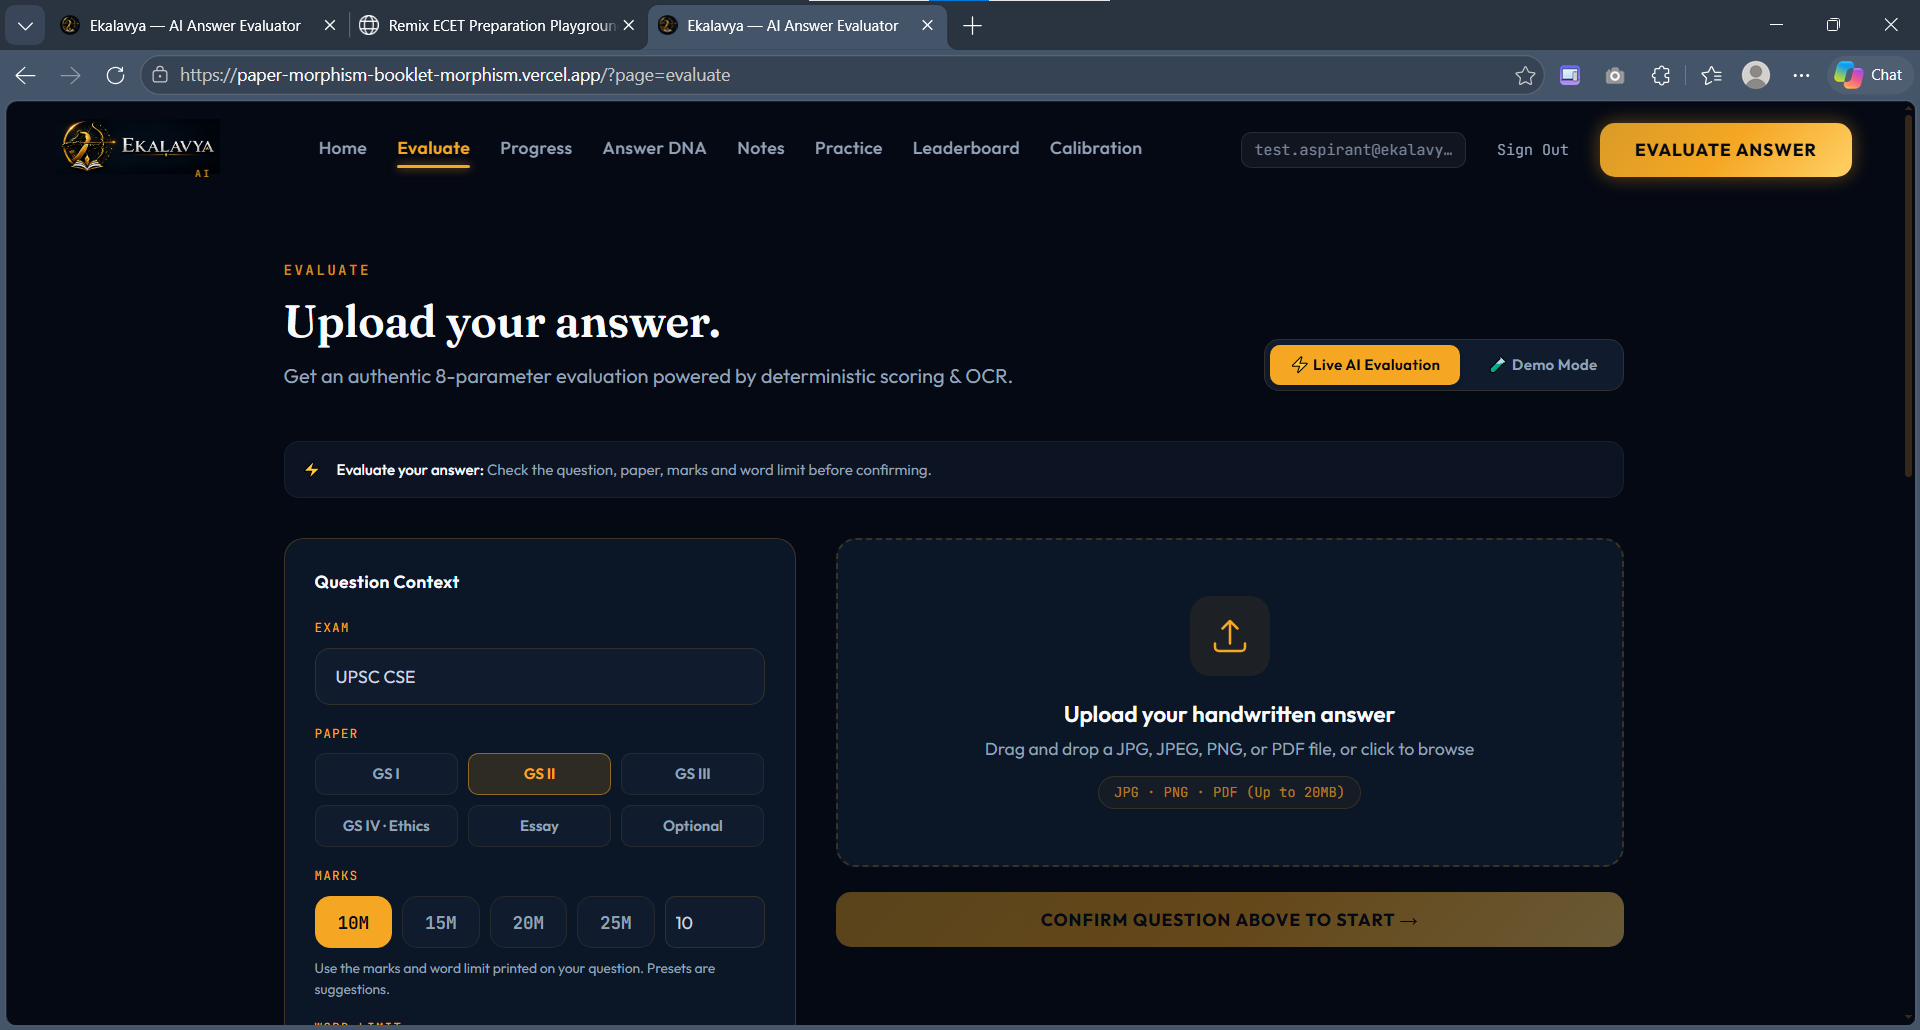 Ekalavya — AI Answer Evaluator
Remix ECET Preparation Playgroun
Ekalavya — AI Answer Evaluator
https://paper-morphism-booklet-morphism.vercel.app/?page=evaluate
Chat
EKALAVYA
AI
Home
Evaluate
Progress
Answer DNA
Notes
Practice
Leaderboard
Calibration
test.aspirant@ekalavy…
Sign Out
EVALUATE ANSWER
EVALUATE
Upload your answer.
Get an authentic 8-parameter evaluation powered by deterministic scoring & OCR.
Live AI Evaluation
Demo Mode
Evaluate your answer: Check the question, paper, marks and word limit before confirming.
Question Context
EXAM
UPSC CSE
PAPER
GS I
GS II
GS III
GS IV · Ethics
Essay
Optional
MARKS
10M
15M
20M
25M
10
Use the marks and word limit printed on your question. Presets are
suggestions.
WORD LIMIT
Upload your handwritten answer
Drag and drop a JPG, JPEG, PNG, or PDF file, or click to browse
JPG · PNG · PDF (Up to 20MB)
CONFIRM QUESTION ABOVE TO START →